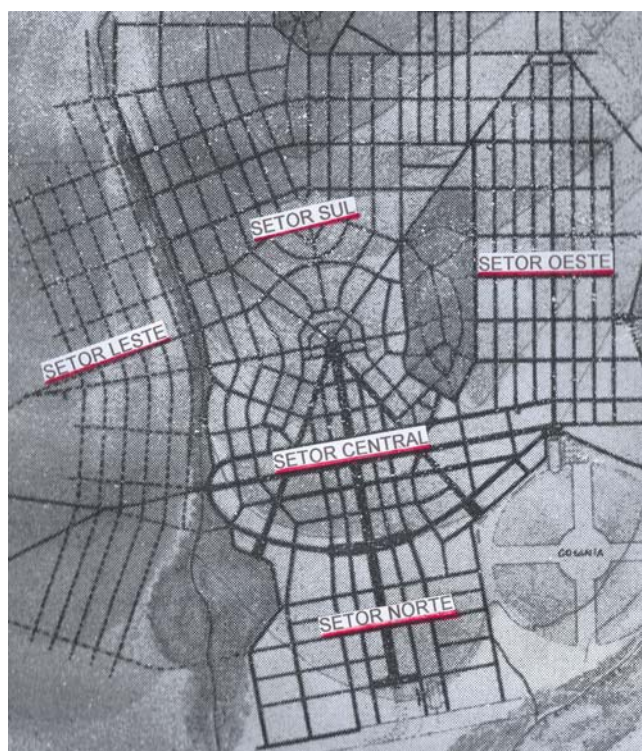 SETOR SUL
SETOR OESTE
SETOR LESTE
SETOR CENTRAL
GOIANIA
SETOR NORTE